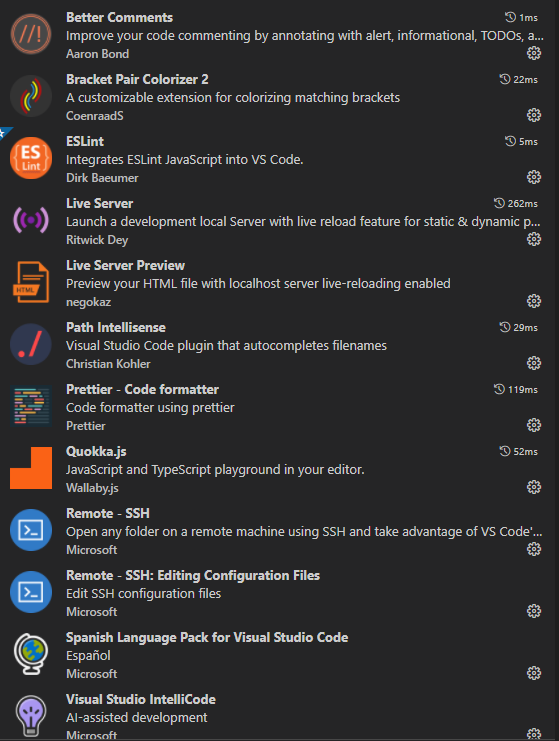 Better Comments 1ms
Improve your code commenting by annotating with alert, informational, TODOs, a...
Aaron Bond
Bracket Pair Colorizer 2 22ms
A customizable extension for colorizing matching brackets
CoenraadS
ES
Lint
ESLint 5ms
Integrates ESLint JavaScript into VS Code.
Dirk Baeumer
Live Server 262ms
Launch a development local Server with live reload feature for static & dynamic p...
Ritwick Dey
HTML
Live Server Preview
Preview your HTML file with localhost server live-reloading enabled
negokaz
Path Intellisense 29ms
Visual Studio Code plugin that autocompletes filenames
Christian Kohler
Prettier - Code formatter 119ms
Code formatter using prettier
Prettier
Quokka.js 52ms
JavaScript and TypeScript playground in your editor.
Wallaby.js
Remote - SSH
Open any folder on a remote machine using SSH and take advantage of VS Code'...
Microsoft
Remote - SSH: Editing Configuration Files
Edit SSH configuration files
Microsoft
Spanish Language Pack for Visual Studio Code
Español
Microsoft
Visual Studio IntelliCode
AI-assisted development
Microsoft